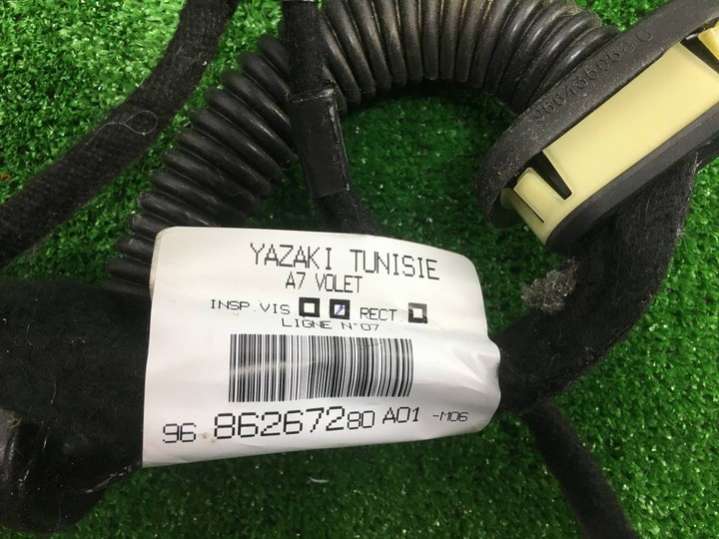 YAZAKI TUNISIE
A7 VOLET
INSP. VIS RECT
LIGNE N°07
96 86267280 A01 -M06